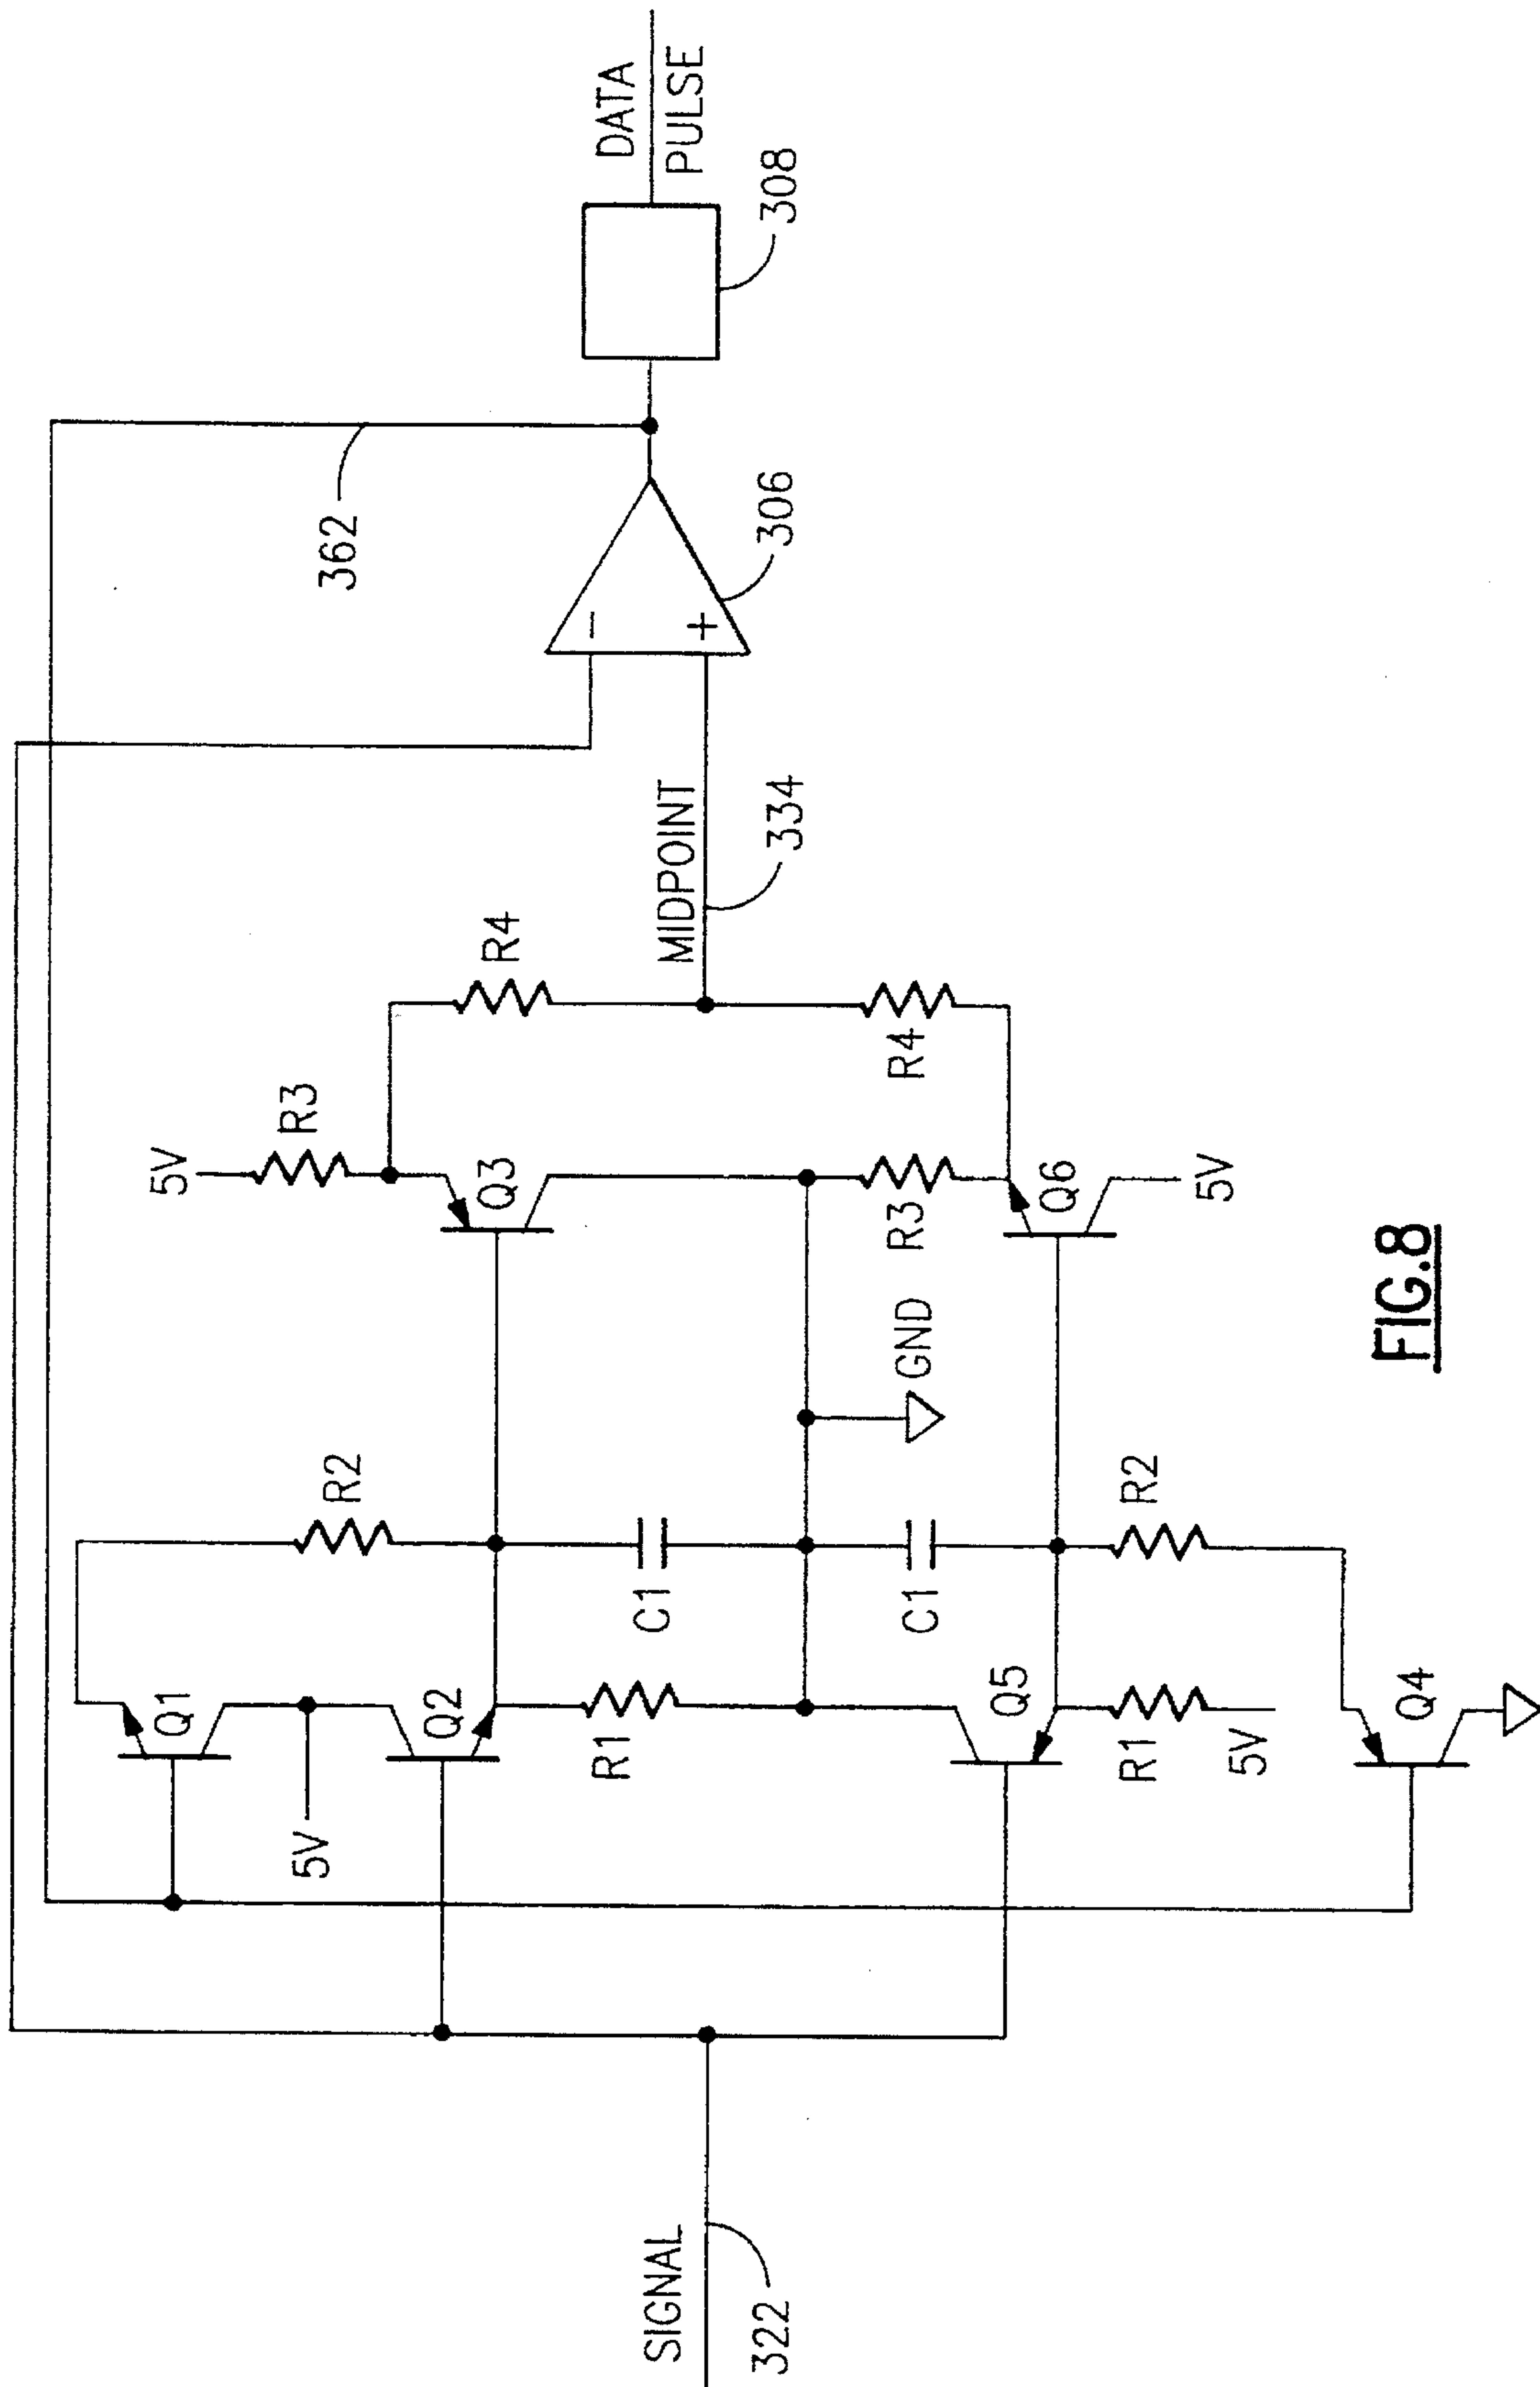 SIGNAL
322
5V
Q1
Q2
R1
Q5
R1
5V
Q4
R2
C1
C1
R2
GND
5V
R3
Q3
R3
Q6
5V
R4
R4
MIDPOINT
334
362
-
+
306
308
DATA
PULSE
FIG.8